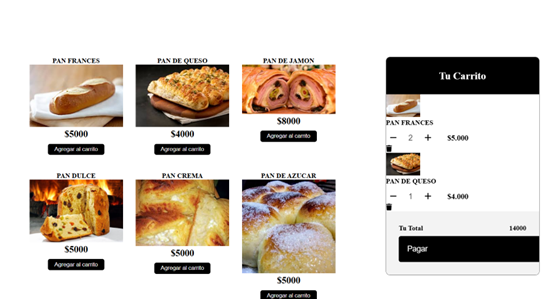 PAN FRANCES
PAN DE QUESO
PAN DE JAMON
$5000
$4000
$8000
Agregar al carrito
Agregar al carrito
Agregar al carrito
PAN DULCE
PAN CREMA
PAN DE AZUCAR
$5000
$5000
$5000
Agregar al carrito
Agregar al carrito
Agregar al carrito
Tu Carrito
PAN FRANCES
− 2 + $5.000
PAN DE QUESO
− 1 + $4.000
Tu Total 14000
Pagar